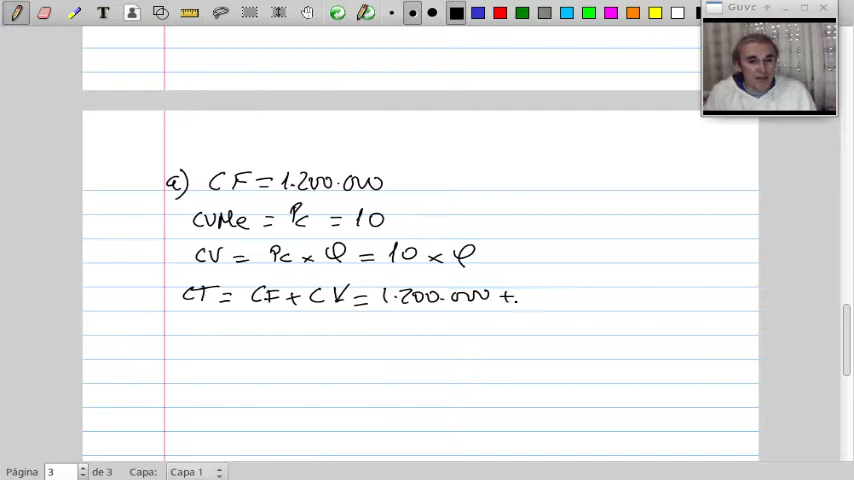 Guvc
a) CF = 1.200.000
CVMe = Pc = 10
CV = Pc × Q = 10 × Q
CT = CF + CV = 1.200.000 +.
Página 3 de 3 Capa: Capa 1